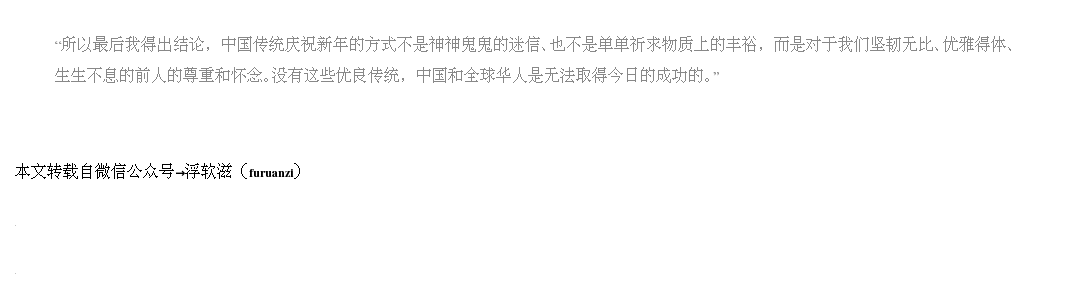 “所以最后我得出结论，中国传统庆祝新年的方式不是神神鬼鬼的迷信、也不是单单祈求物质上的丰裕，而是对于我们坚韧无比、优雅得体、
生生不息的前人的尊重和怀念。没有这些优良传统，中国和全球华人是无法取得今日的成功的。”
本文转载自微信公众号→浮软滋（furuanzi）